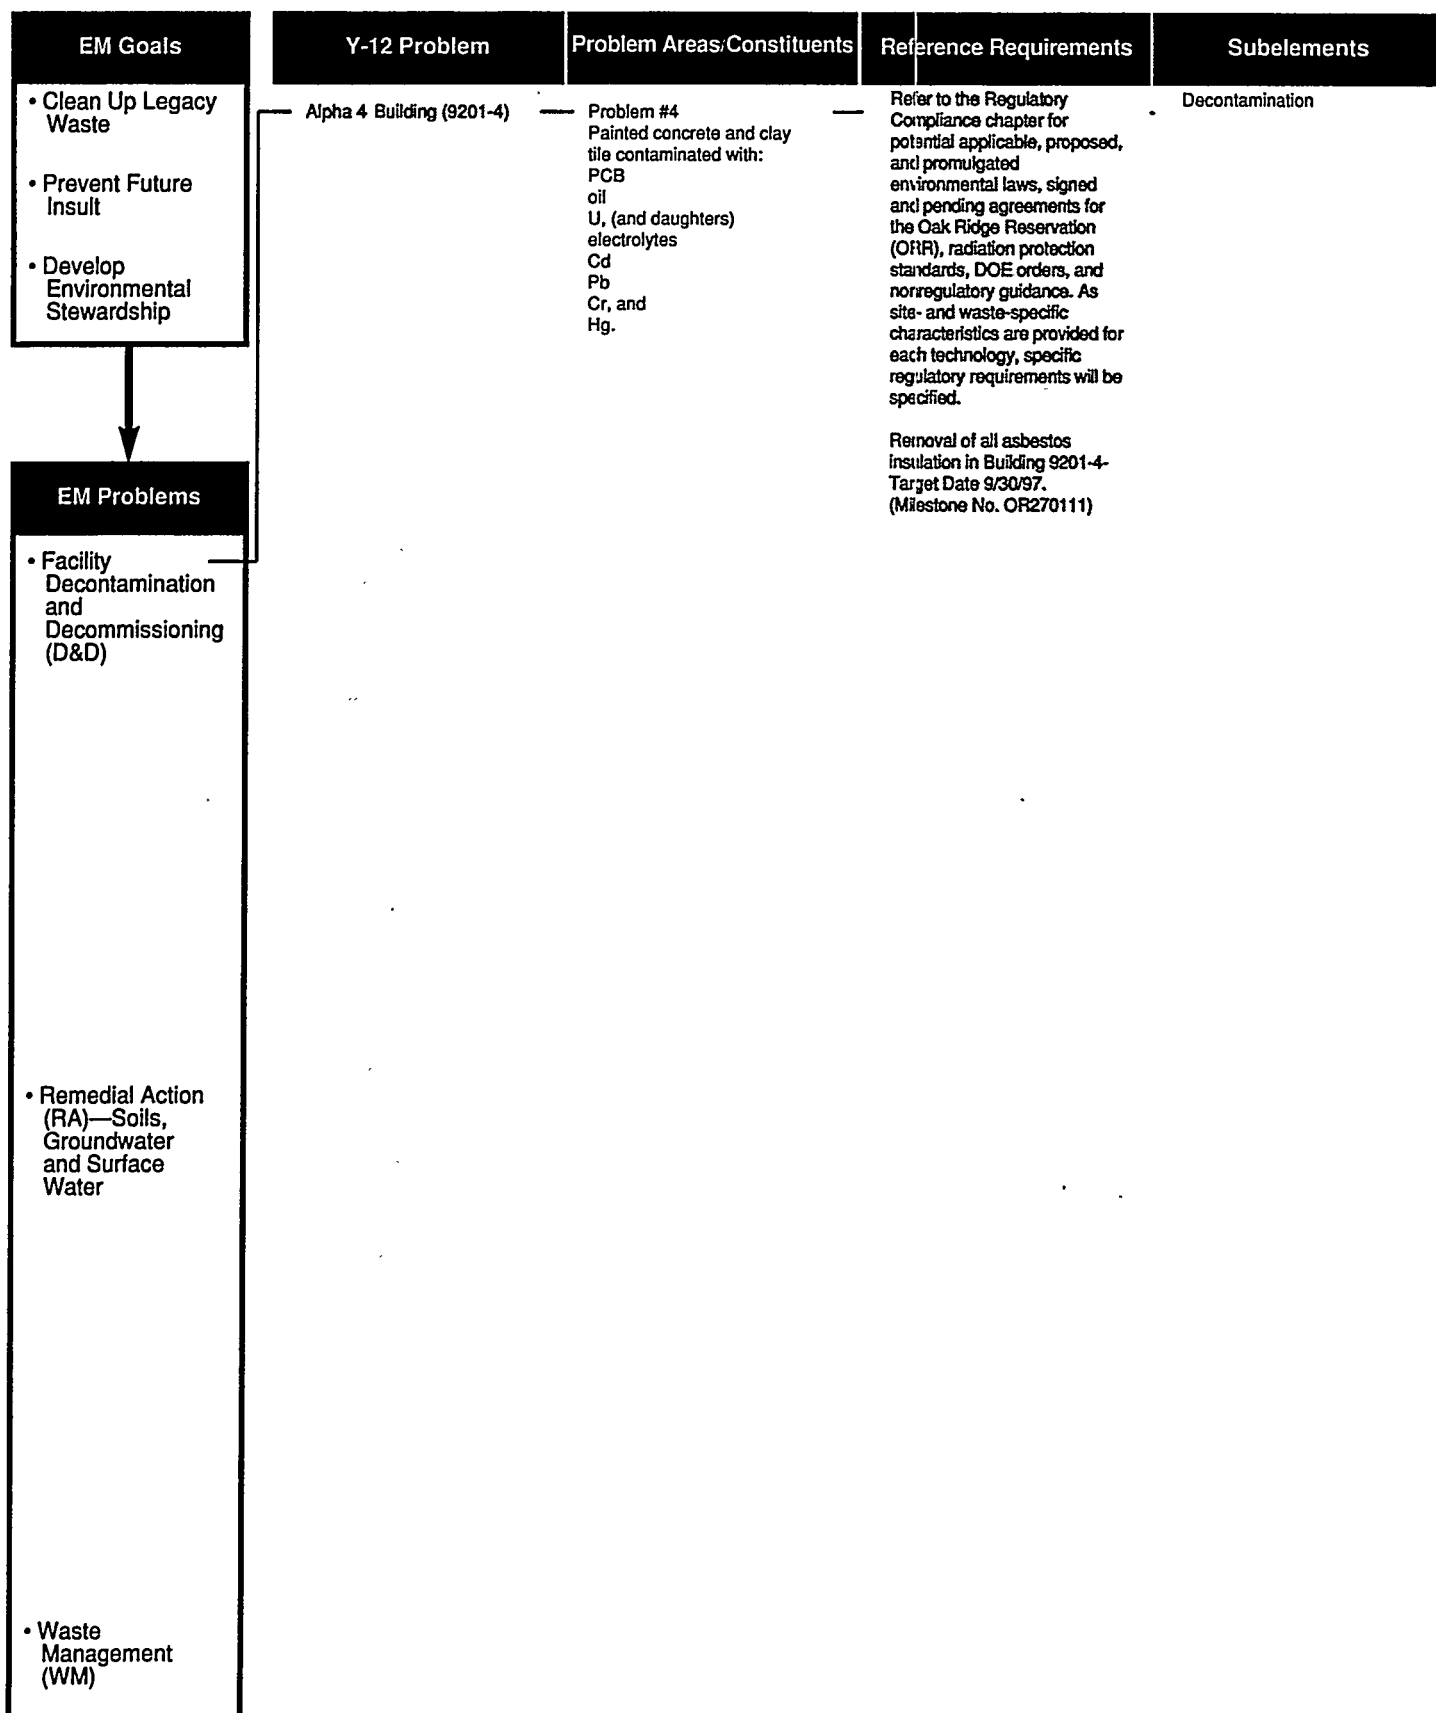 EM Goals
• Clean Up Legacy
Waste
• Prevent Future
Insult
• Develop
Environmental
Stewardship
EM Problems
• Facility
Decontamination
and
Decommissioning
(D&D)
• Remedial Action
(RA)—Soils,
Groundwater
and Surface
Water
• Waste
Management
(WM)
Y-12 Problem
Alpha 4 Building (9201-4)
Problem Areas/Constituents
Problem #4
Painted concrete and clay
tile contaminated with:
PCB
oil
U, (and daughters)
electrolytes
Cd
Pb
Cr, and
Hg.
Reference Requirements
Refer to the Regulatory
Compliance chapter for
potential applicable, proposed,
and promulgated
environmental laws, signed
and pending agreements for
the Oak Ridge Reservation
(ORR), radiation protection
standards, DOE orders, and
nonregulatory guidance. As
site- and waste-specific
characteristics are provided for
each technology, specific
regulatory requirements will be
specified.
Removal of all asbestos
insulation in Building 9201-4-
Target Date 9/30/97.
(Milestone No. OR270111)
Subelements
Decontamination